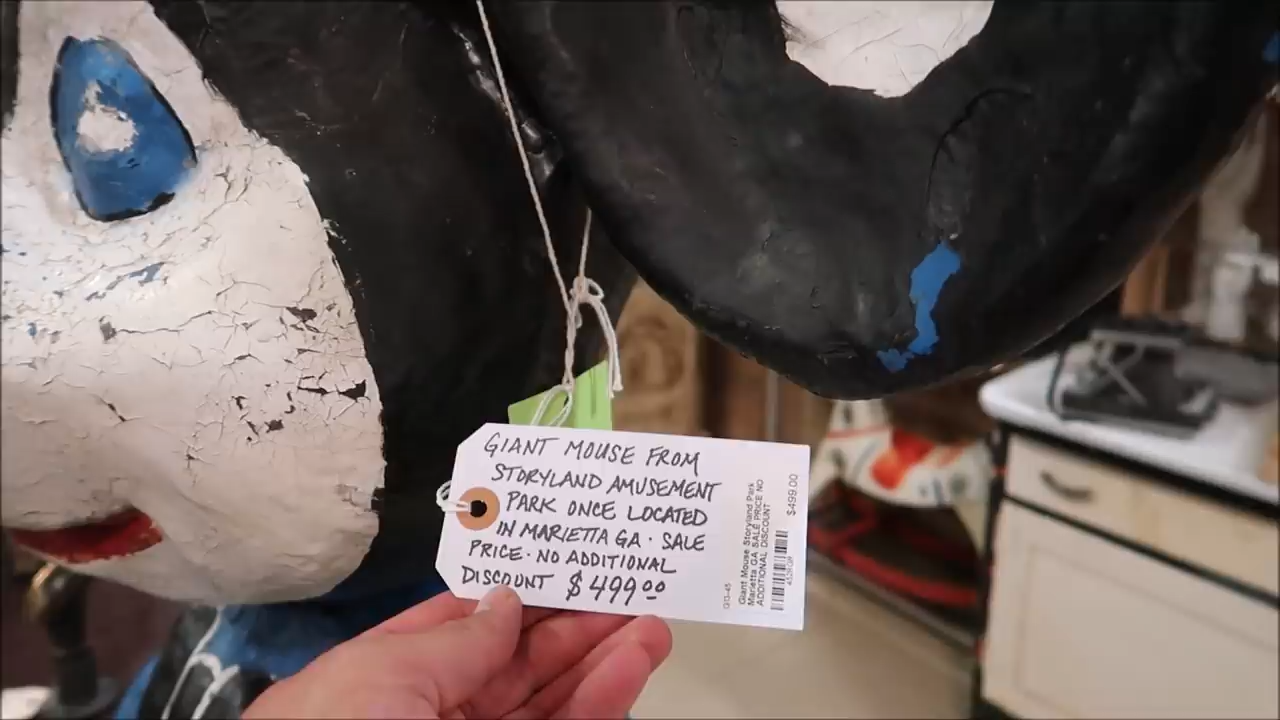 GIANT MOUSE FROM
STORYLAND AMUSEMENT
PARK ONCE LOCATED
IN MARIETTA GA · SALE
PRICE · NO ADDITIONAL
DISCOUNT $499.00
Giant Mouse Storyland Park
Marietta GA SALE PRICE NO
ADDITIONAL DISCOUNT
$499.00